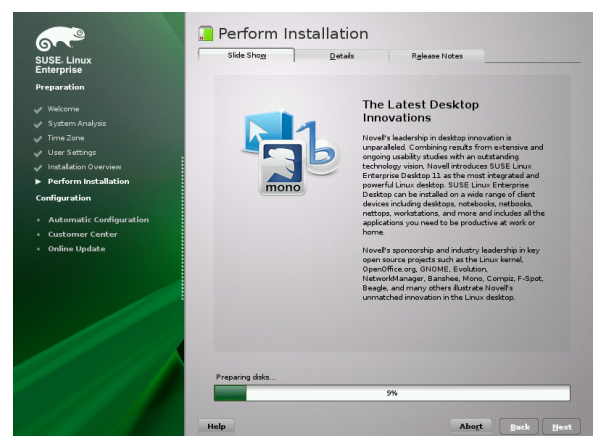 SUSE. Linux
Enterprise
Preparation
Welcome
System Analysis
Time Zone
User Settings
Installation Overview
Perform Installation
Configuration
Automatic Configuration
Customer Center
Online Update
Perform Installation
Slide Show
Details
Release Notes
mono
The Latest Desktop
Innovations
Novell's leadership in desktop innovation is
unparalleled. Combining results from extensive and
ongoing usability studies with an outstanding
technology vision, Novell introduces SUSE Linux
Enterprise Desktop 11 as the most integrated and
powerful Linux desktop. SUSE Linux Enterprise
Desktop can be installed on a wide range of client
devices including desktops, notebooks, netbooks,
nettops, workstations, and more and includes all the
applications you need to be productive at work or
home.
Novell's sponsorship and industry leadership in key
open source projects such as the Linux kernel,
OpenOffice.org, GNOME, Evolution,
NetworkManager, Banshee, Mono, Compiz, F-Spot,
Beagle, and many others illustrate Novell's
unmatched innovation in the Linux desktop.
Preparing disks...
9%
Help
Abort
Back
Next